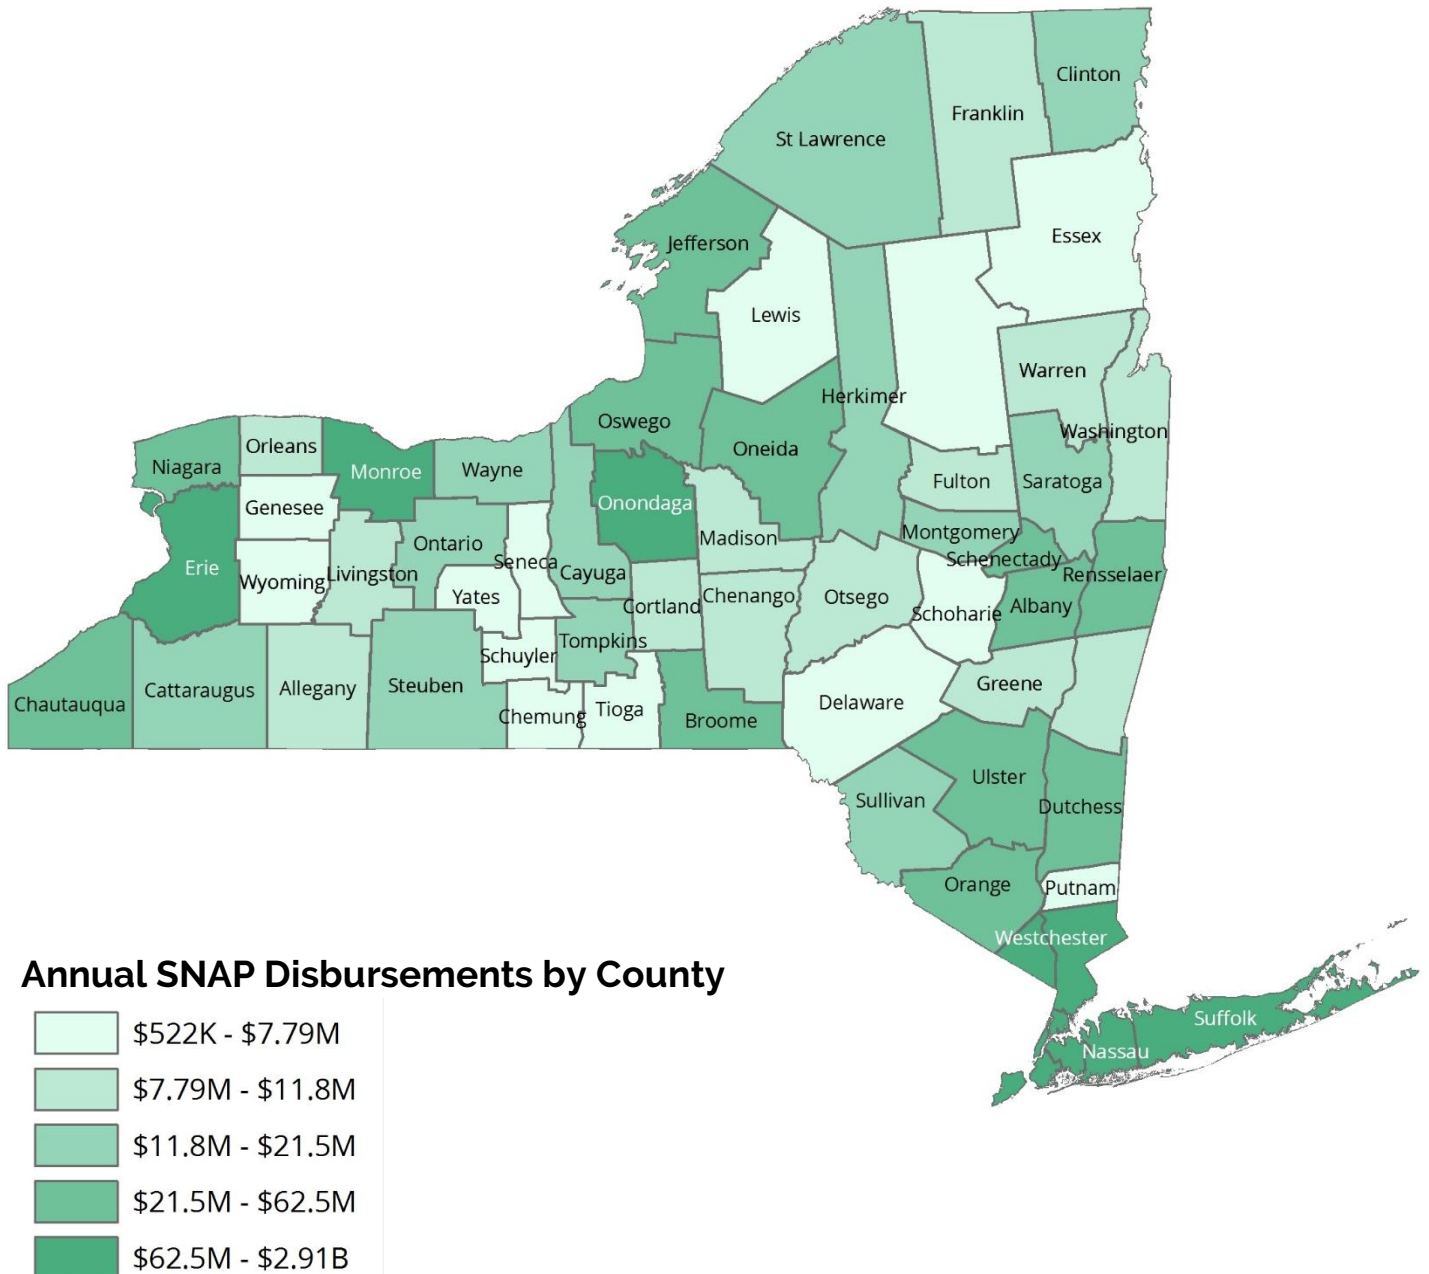 Clinton
Franklin
St Lawrence
Essex
Jefferson
Lewis
Warren
Herkimer
Oswego
Washington
Oneida
Orleans
Niagara
Monroe
Wayne
Fulton
Saratoga
Onondaga
Genesee
Montgomery
Madison
Ontario
Schenectady
Seneca
Erie
Cayuga
Livingston
Rensselaer
Wyoming
Yates
Chenango
Otsego
Cortland
Albany
Schoharie
Tompkins
Schuyler
Greene
Steuben
Allegany
Cattaraugus
Delaware
Chautauqua
Tioga
Chemung
Broome
Ulster
Sullivan
Dutchess
Orange
Putnam
Westchester
Annual SNAP Disbursements by County
Suffolk
Nassau
$522K - $7.79M
$7.79M - $11.8M
$11.8M - $21.5M
$21.5M - $62.5M
$62.5M - $2.91B